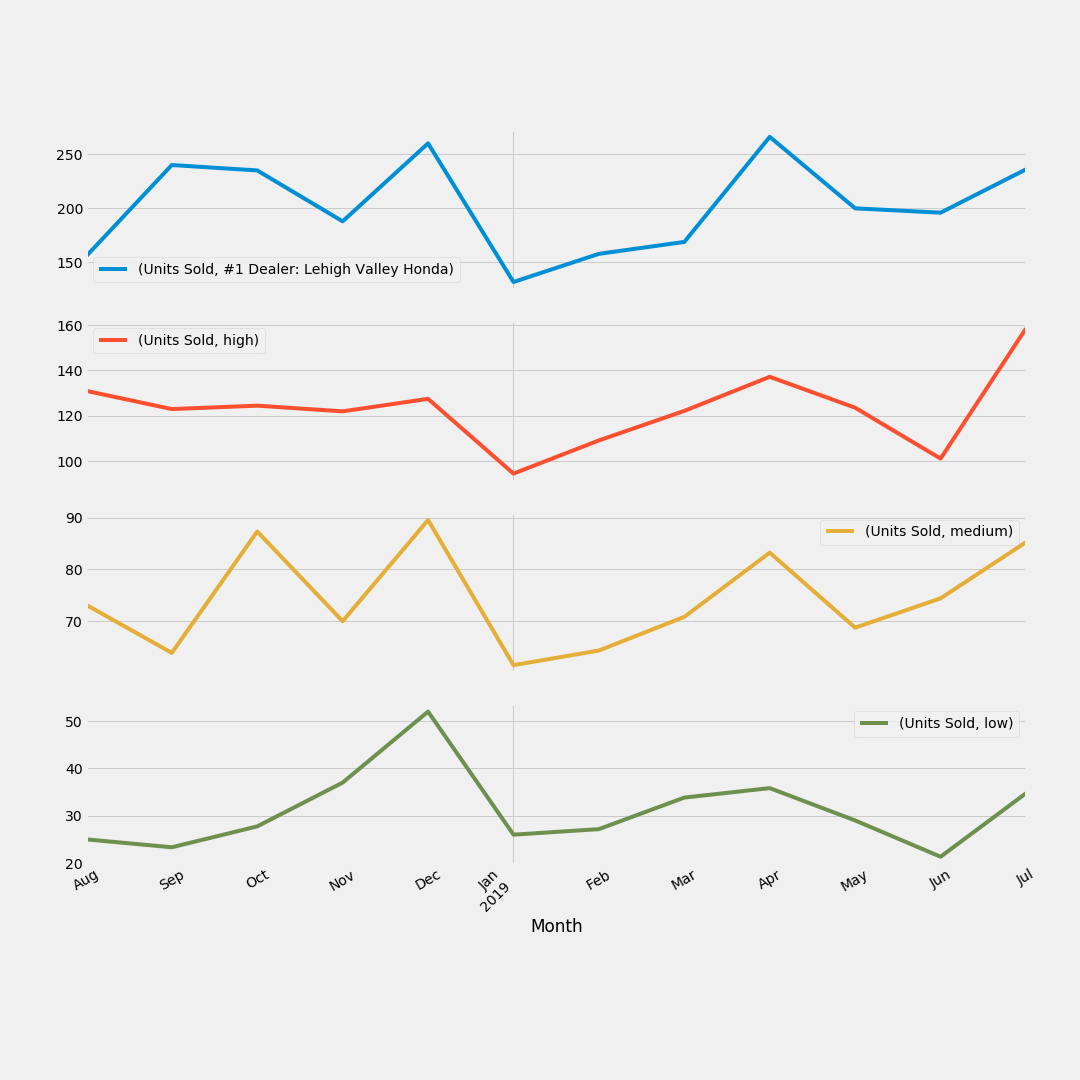 250
200
150
(Units Sold, #1 Dealer: Lehigh Valley Honda)
160
(Units Sold, high)
140
120
100
90
(Units Sold, medium)
80
70
50
(Units Sold, low)
40
30
20
Aug Sep Oct Nov Dec Jan Feb Mar Apr May Jun Jul
2019
Month